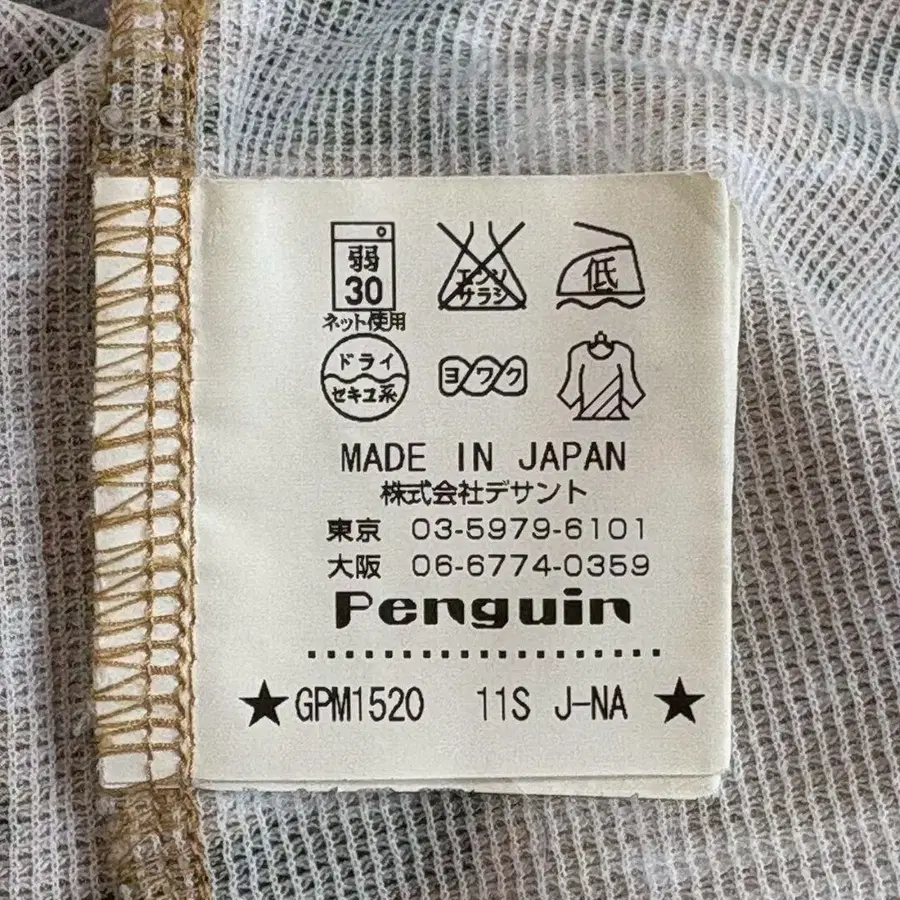 弱
30
ネット使用
エンソ
サラシ
低
ドライ
セキユ系
ヨワク
MADE IN JAPAN
株式会社デサント
東京 03-5979-6101
大阪 06-6774-0359
Penguin
★GPM1520 11S J-NA ★